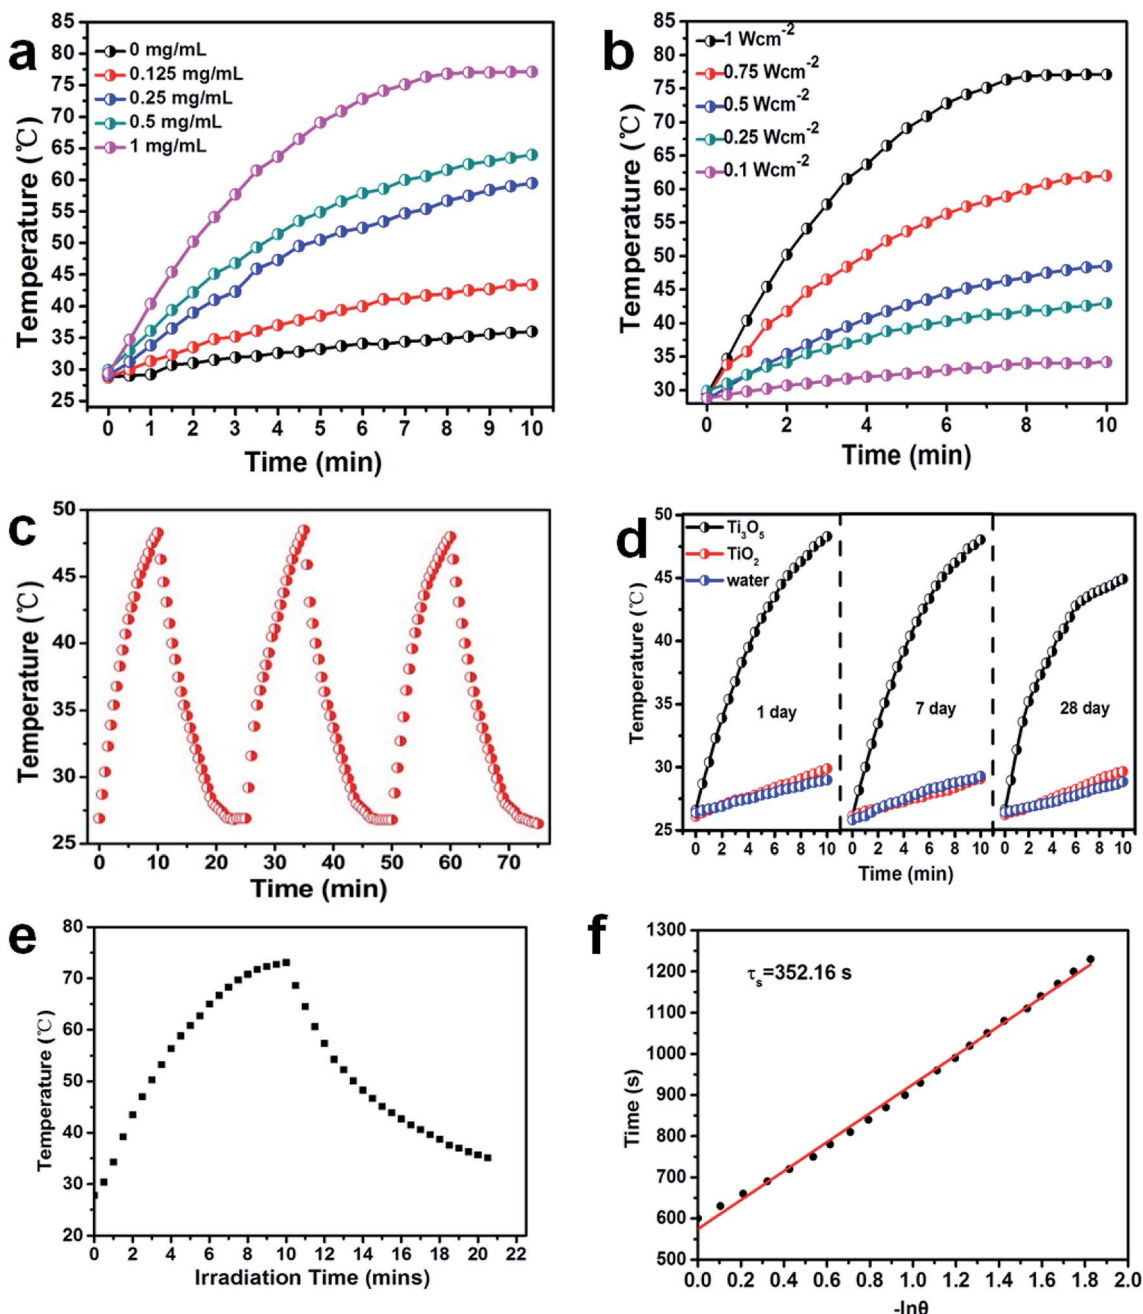 a
85
80
75
70
65
60
55
50
45
40
35
30
25
Temperature (℃)
0 mg/mL
0.125 mg/mL
0.25 mg/mL
0.5 mg/mL
1 mg/mL
0 1 2 3 4 5 6 7 8 9 10
Time (min)
b
85
80
75
70
65
60
55
50
45
40
35
30
Temperature (℃)
1 Wcm⁻²
0.75 Wcm⁻²
0.5 Wcm⁻²
0.25 Wcm⁻²
0.1 Wcm⁻²
0 2 4 6 8 10
Time (min)
c
50
45
40
35
30
25
Temperature (℃)
0 10 20 30 40 50 60 70
Time (min)
d
50
45
40
35
30
25
Temperature (℃)
Ti₃O₅
TiO₂
water
1 day
7 day
28 day
0 2 4 6 8 10 0 2 4 6 8 10 0 2 4 6 8 10
Time (min)
e
80
70
60
50
40
30
20
Temperature (℃)
0 2 4 6 8 10 12 14 16 18 20 22
Irradiation Time (mins)
f
1300
1200
1100
1000
900
800
700
600
500
Time (s)
τₛ=352.16 s
0.0 0.2 0.4 0.6 0.8 1.0 1.2 1.4 1.6 1.8 2.0
-lnθ